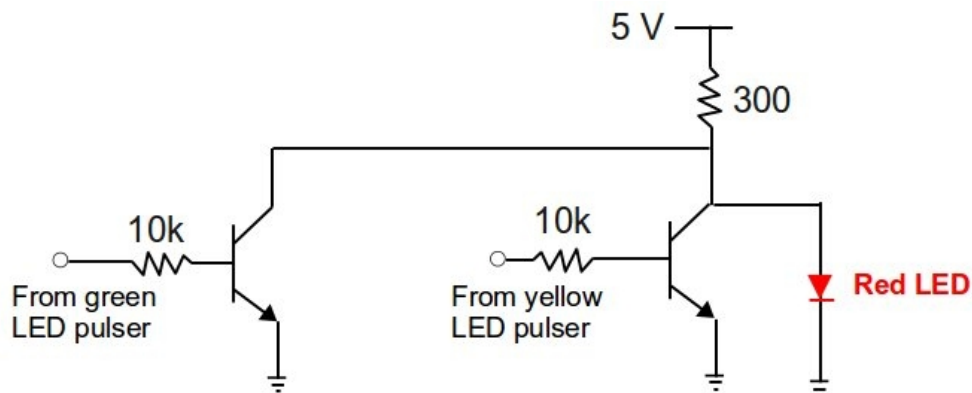 5 V
300
10k
10k
From green
LED pulser
From yellow
LED pulser
Red LED